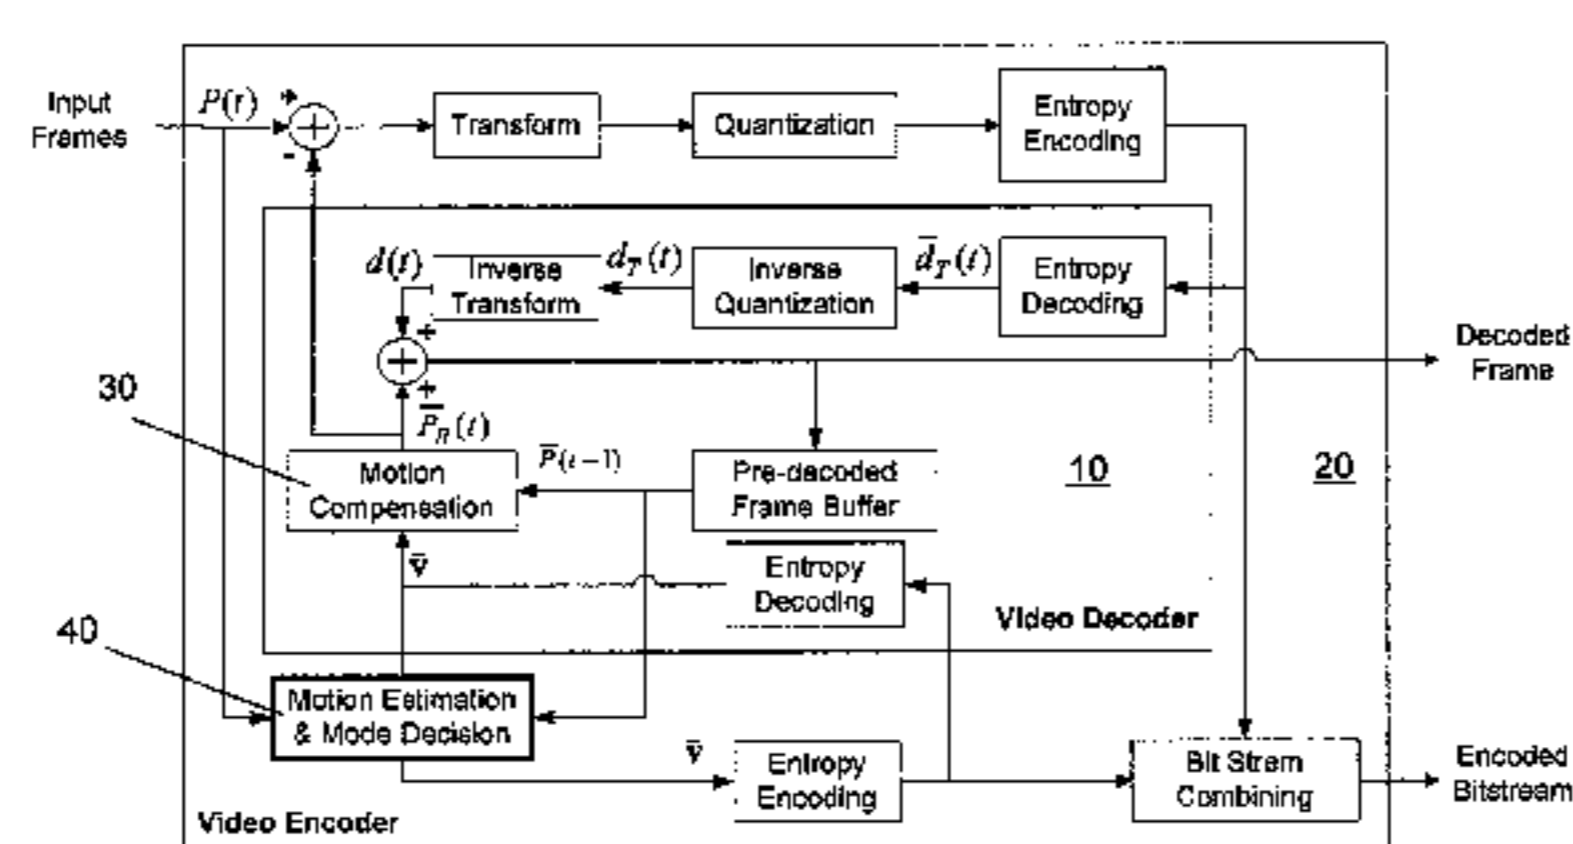 Input
Frames
P(t)
+
-
Transform
Quantization
Entropy
Encoding
d(t)
Inverse
Transform
d_T(t)
Inverse
Quantization
d̅_T(t)
Entropy
Decoding
+
+
Decoded
Frame
30
P̅_R(t)
Motion
Compensation
P̅(t-1)
Pre-decoded
Frame Buffer
10
20
v̅
Entropy
Decoding
Video Decoder
40
Motion Estimation
& Mode Decision
v̅
Entropy
Encoding
Bit Strem
Combining
Encoded
Bitstream
Video Encoder